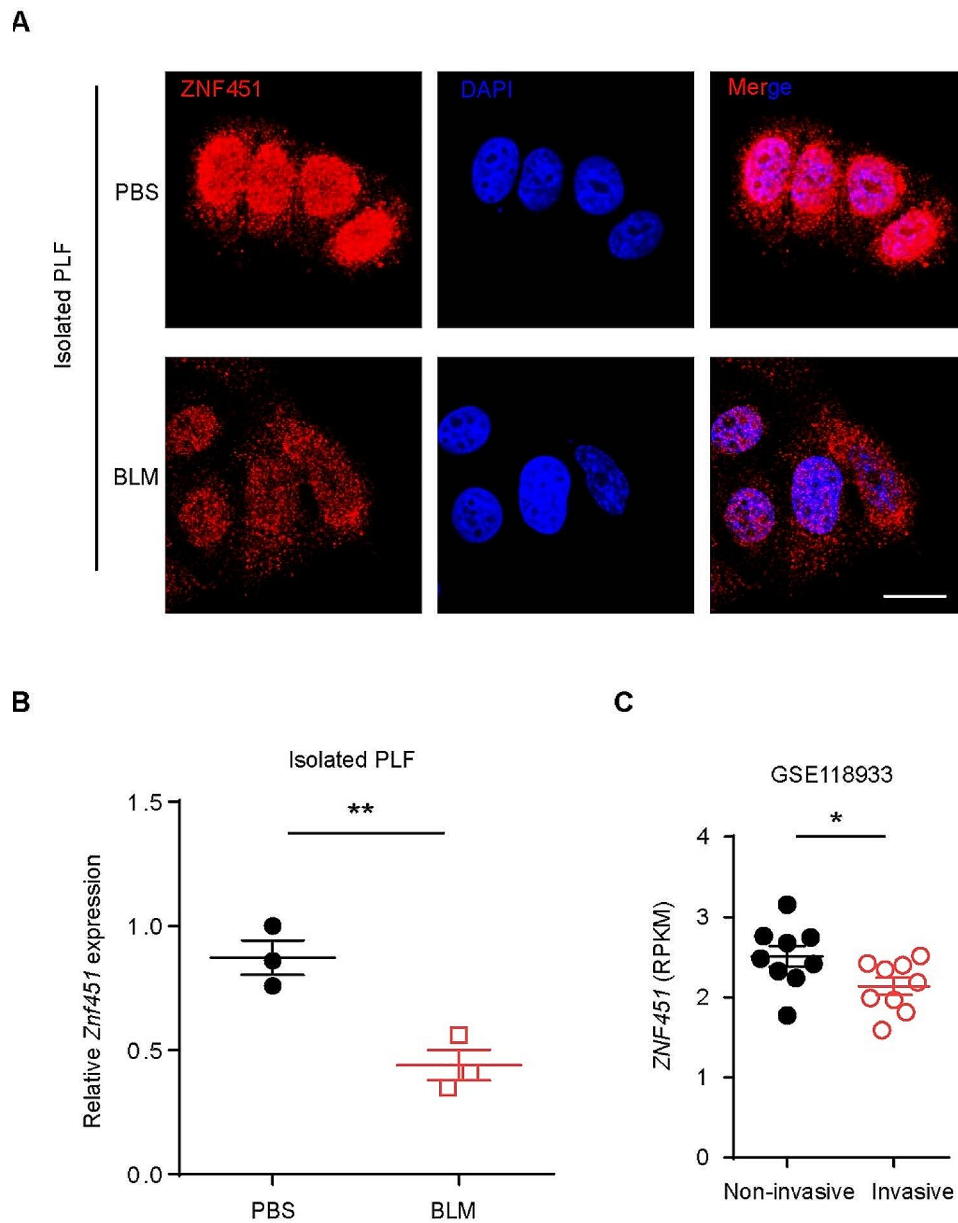 A
ZNF451
DAPI
Merge
PBS
Isolated PLF
BLM
B
C
Isolated PLF
GSE118933
**
*
1.5
1.0
0.5
0.0
Relative Znf451 expression
PBS
BLM
4
3
2
1
0
ZNF451 (RPKM)
Non-invasive
Invasive